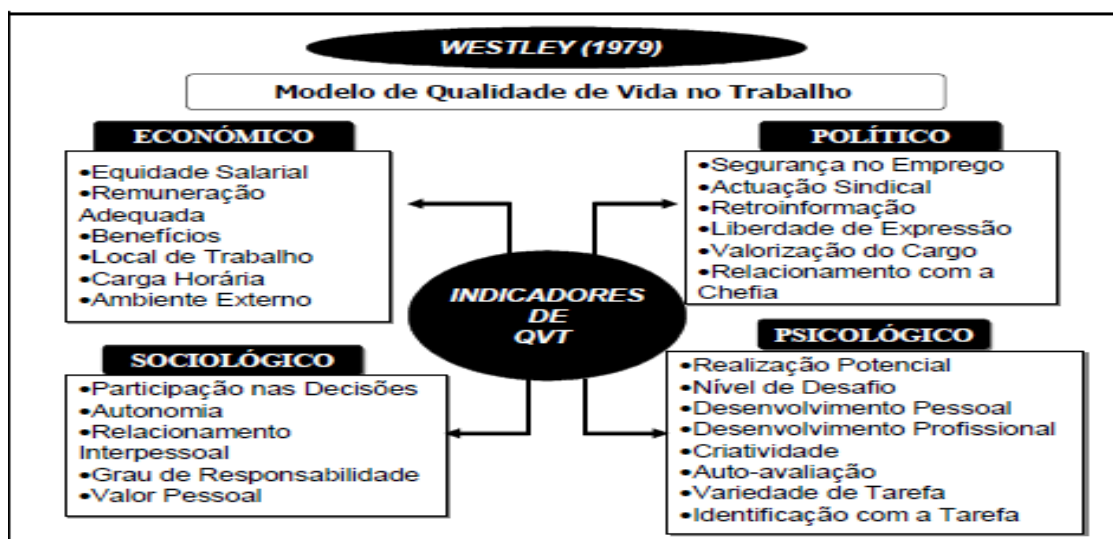 WESTLEY (1979)
Modelo de Qualidade de Vida no Trabalho
ECONÓMICO
•Equidade Salarial
•Remuneração
Adequada
•Benefícios
•Local de Trabalho
•Carga Horária
•Ambiente Externo
POLÍTICO
•Segurança no Emprego
•Actuação Sindical
•Retroinformação
•Liberdade de Expressão
•Valorização do Cargo
•Relacionamento com a
Chefia
INDICADORES
DE
QVT
SOCIOLÓGICO
•Participação nas Decisões
•Autonomia
•Relacionamento
Interpessoal
•Grau de Responsabilidade
•Valor Pessoal
PSICOLÓGICO
•Realização Potencial
•Nível de Desafio
•Desenvolvimento Pessoal
•Desenvolvimento Profissional
•Criatividade
•Auto-avaliação
•Variedade de Tarefa
•Identificação com a Tarefa